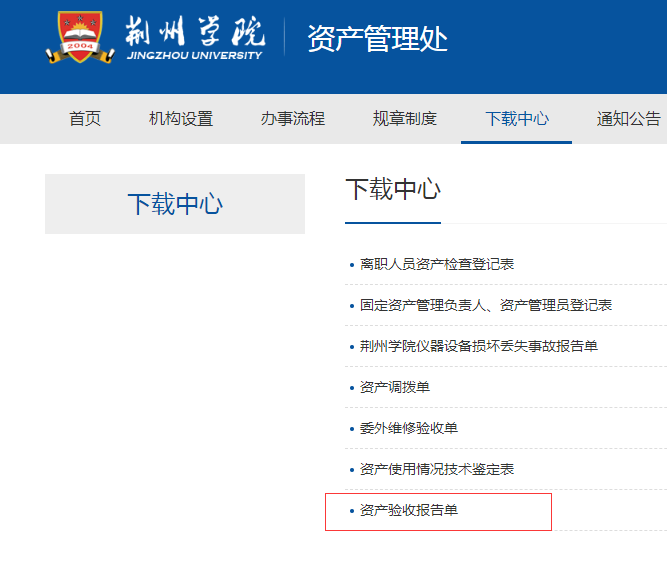 2004
荆州学院
JINGZHOU UNIVERSITY
资产管理处
首页 机构设置 办事流程 规章制度 下载中心 通知公告
下载中心
下载中心
离职人员资产检查登记表
固定资产管理负责人、资产管理员登记表
荆州学院仪器设备损坏丢失事故报告单
资产调拨单
委外维修验收单
资产使用情况技术鉴定表
资产验收报告单